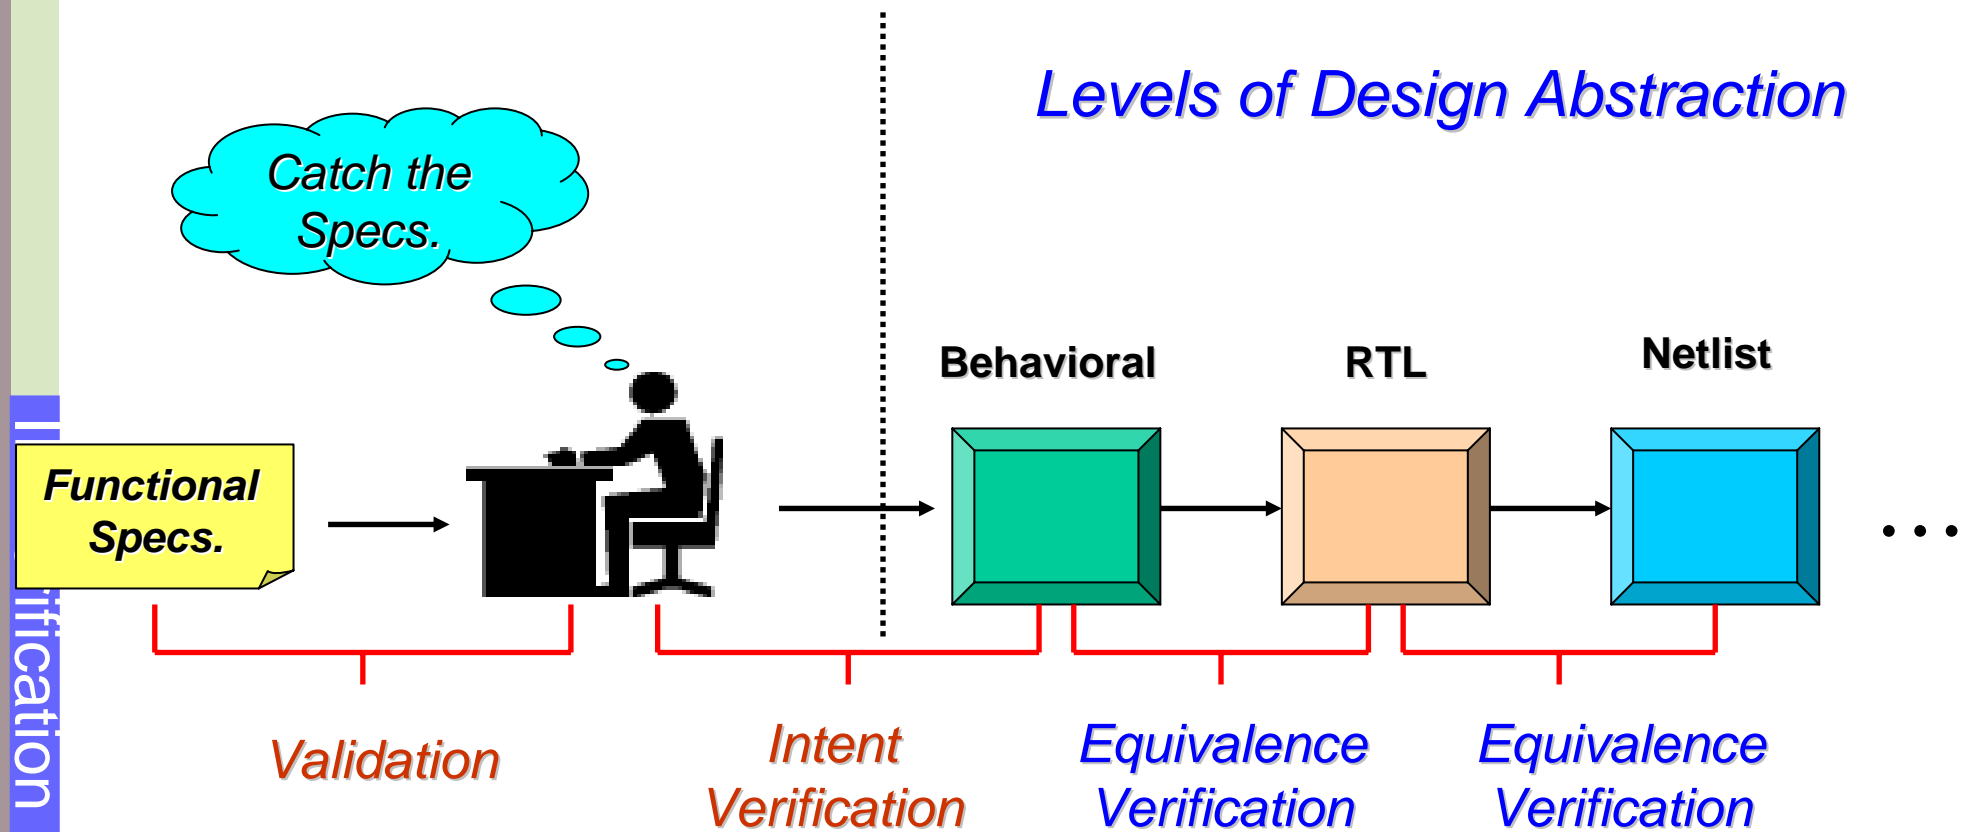 Levels of Design Abstraction
Catch the
Specs.
Behavioral
RTL
Netlist
Functional
Specs.
. . .
Validation
Intent
Verification
Equivalence
Verification
Equivalence
Verification